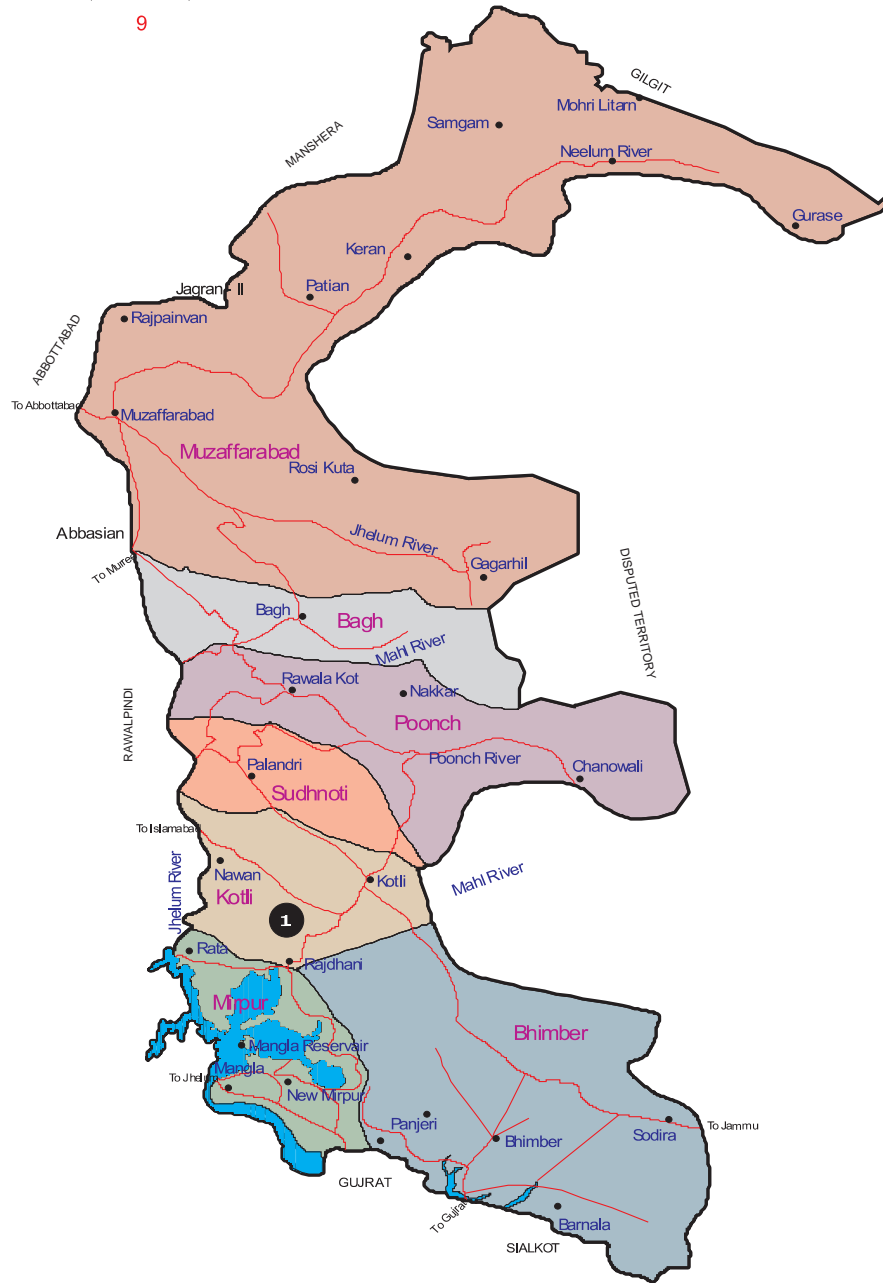 9
GILGIT
Mohri Litarn
Samgam
MANSHERA
Neelum River
Gurase
Keran
Jagran - II
Patian
Rajpainvan
ABBOTTABAD
To Abbottabad
Muzaffarabad
Muzaffarabad
Rosi Kuta
Abbasian
Jhelum River
To Murree
Gagarhil
DISPUTED TERRITORY
Bagh
Bagh
Mahl River
Rawala Kot
Nakkar
RAWALPINDI
Poonch
Poonch River
Palandri
Chanowali
Sudhnoti
To Islamabad
Nawan
Kotli
Mahl River
Jhelum River
Kotli
1
Rata
Rajdhani
Mirpur
Bhimber
Mangla Reservair
Mangla
To Jhelum
New Mirpur
Panjeri
Sodira
To Jammu
Bhimber
GUJRAT
To Gujrat
Barnala
SIALKOT